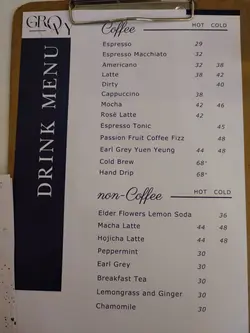 GROW
DRINK MENU
Coffee HOT COLD
Espresso 29
Espresso Macchiato 32
Americano 32 38
Latte 38 42
Dirty 40
Cappuccino 38
Mocha 42 46
Rosè Latte 42
Espresso Tonic 45
Passion Fruit Coffee Fizz 48
Earl Grey Yuen Yeung 44 48
Cold Brew 68+
Hand Drip 68+
non-Coffee HOT COLD
Elder Flowers Lemon Soda 36
Macha Latte 44 48
Hojicha Latte 44 48
Peppermint 30
Earl Grey 30
Breakfast Tea 30
Lemongrass and Ginger 30
Chamomile 30